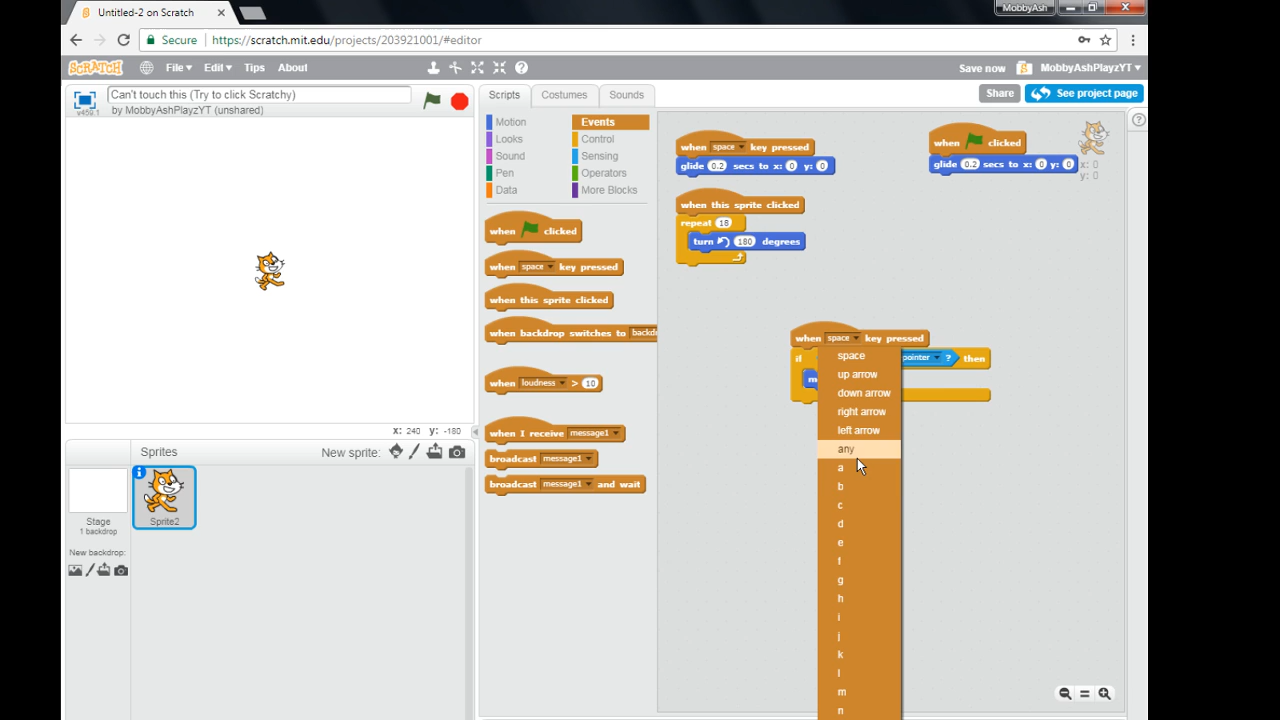 Untitled-2 on Scratch
MobbyAsh
Secure
https://scratch.mit.edu/projects/203921001/#editor
SCRATCH File Edit Tips About
Save now MobbyAshPlayzYT
Can't touch this (Try to click Scratchy)
by MobbyAshPlayzYT (unshared)
v459.1
Scripts Costumes Sounds
Share See project page
Motion Events
Looks Control
Sound Sensing
Pen Operators
Data More Blocks
when clicked
when space key pressed
when this sprite clicked
when backdrop switches to
when loudness > 10
when I receive message1
broadcast message1
broadcast message1 and wait
when space key pressed
glide 0.2 secs to x: 0 y: 0
when this sprite clicked
repeat 18
turn 180 degrees
when clicked
glide 0.2 secs to x: 0 y: 0
x: 0
y: 0
when space key pressed
if pointer ? then
space
up arrow
down arrow
right arrow
left arrow
any
a
b
c
d
e
f
g
h
i
j
k
l
m
n
x: 240 y: -180
Sprites New sprite:
Stage
1 backdrop
New backdrop:
Sprite2